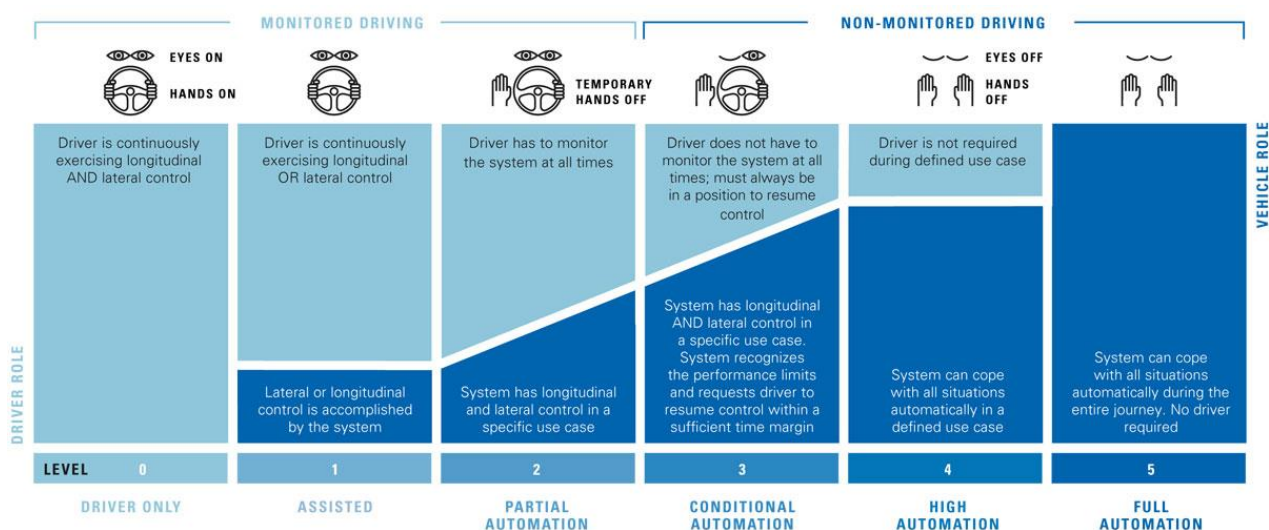 MONITORED DRIVING
NON-MONITORED DRIVING
EYES ON
HANDS ON
TEMPORARY
HANDS OFF
EYES OFF
HANDS
OFF
Driver is continuously
exercising longitudinal
AND lateral control
Driver is continuously
exercising longitudinal
OR lateral control
Driver has to monitor
the system at all times
Driver does not have to
monitor the system at all
times; must always be
in a position to resume
control
Driver is not required
during defined use case
VEHICLE ROLE
DRIVER ROLE
Lateral or longitudinal
control is accomplished
by the system
System has longitudinal
and lateral control in a
specific use case
System has longitudinal
AND lateral control in
a specific use case.
System recognizes
the performance limits
and requests driver to
resume control within a
sufficient time margin
System can cope
with all situations
automatically in a
defined use case
System can cope
with all situations
automatically during the
entire journey. No driver
required
LEVEL 0 1 2 3 4 5
DRIVER ONLY
ASSISTED
PARTIAL
AUTOMATION
CONDITIONAL
AUTOMATION
HIGH
AUTOMATION
FULL
AUTOMATION